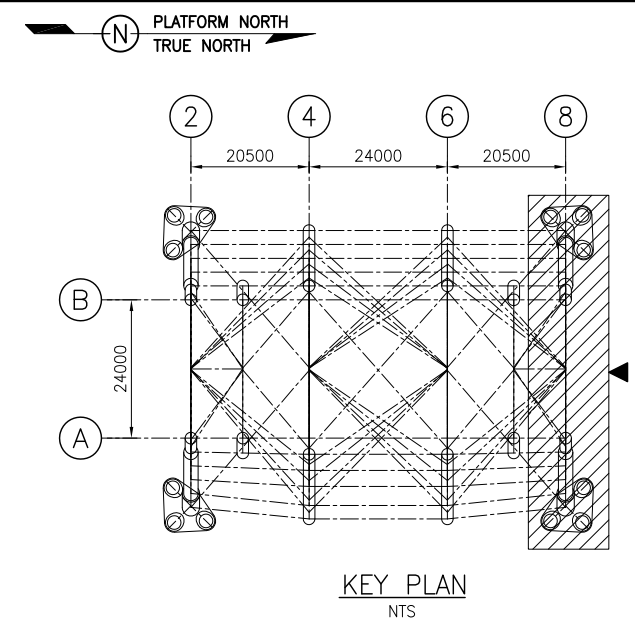 PLATFORM NORTH
N
TRUE NORTH
2 4 6 8
20500 24000 20500
B
24000
A
KEY PLAN
NTS